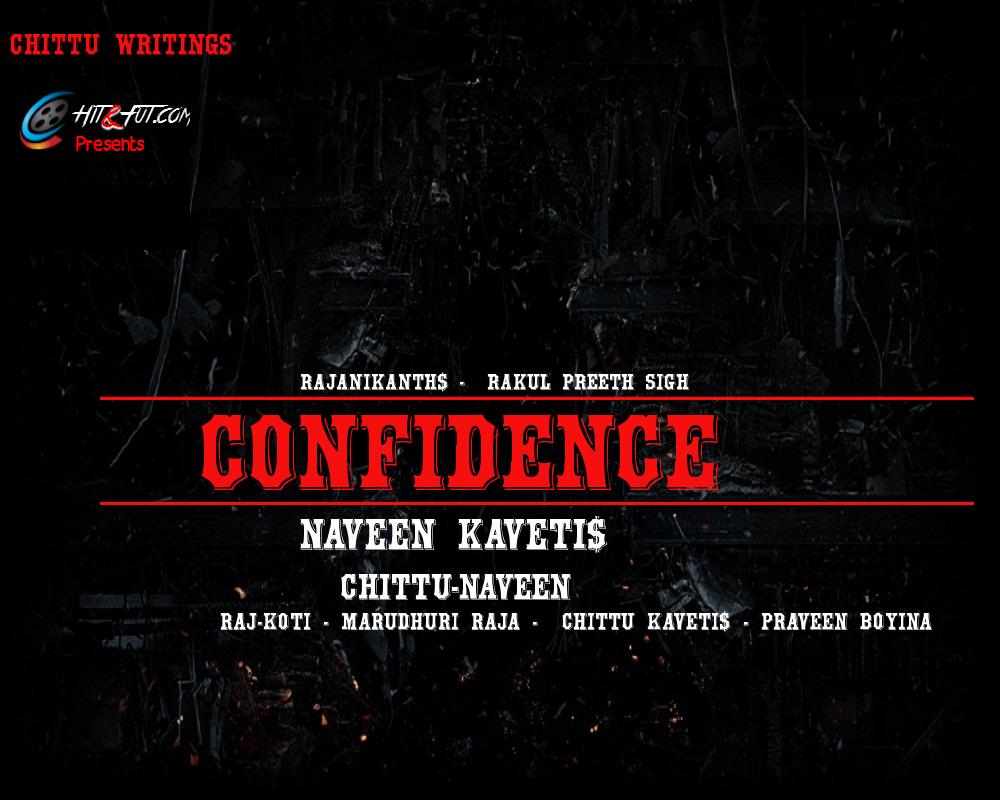 CHITTU WRITINGS
HIT&FUT.COM
Presents
RAJANIKANTH$ - RAKUL PREETH SIGH
CONFIDENCE
NAVEEN KAVETI$
CHITTU-NAVEEN
RAJ-KOTI - MARUDHURI RAJA - CHITTU KAVETI$ - PRAVEEN BOYINA